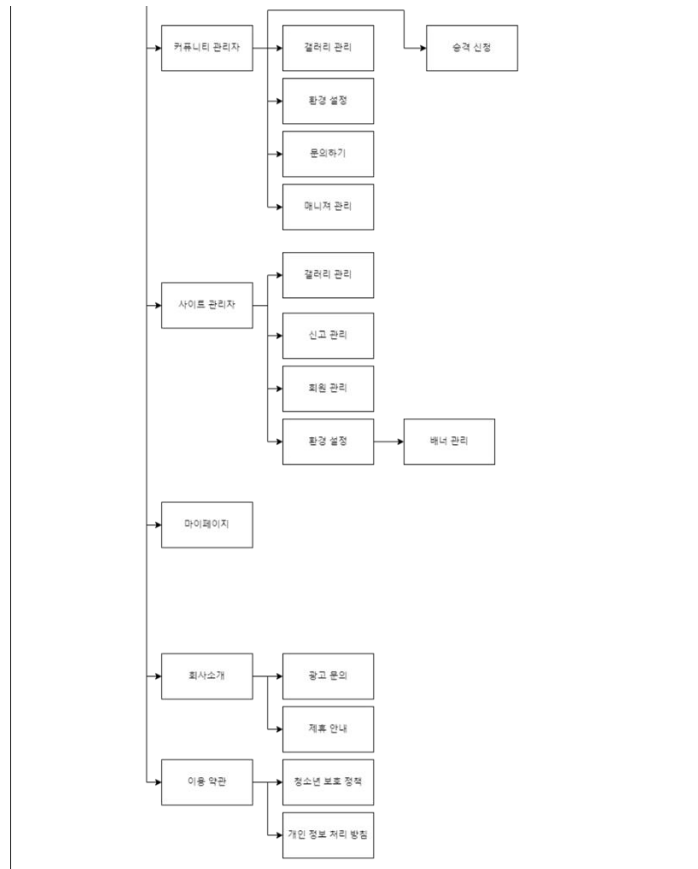 커뮤니티 관리자
갤러리 관리
승격 신청
환경 설정
문의하기
매니져 관리
사이트 관리자
갤러리 관리
신고 관리
회원 관리
환경 설정
배너 관리
마이페이지
회사소개
광고 문의
제휴 안내
이용 약관
청소년 보호 정책
개인 정보 처리 방침